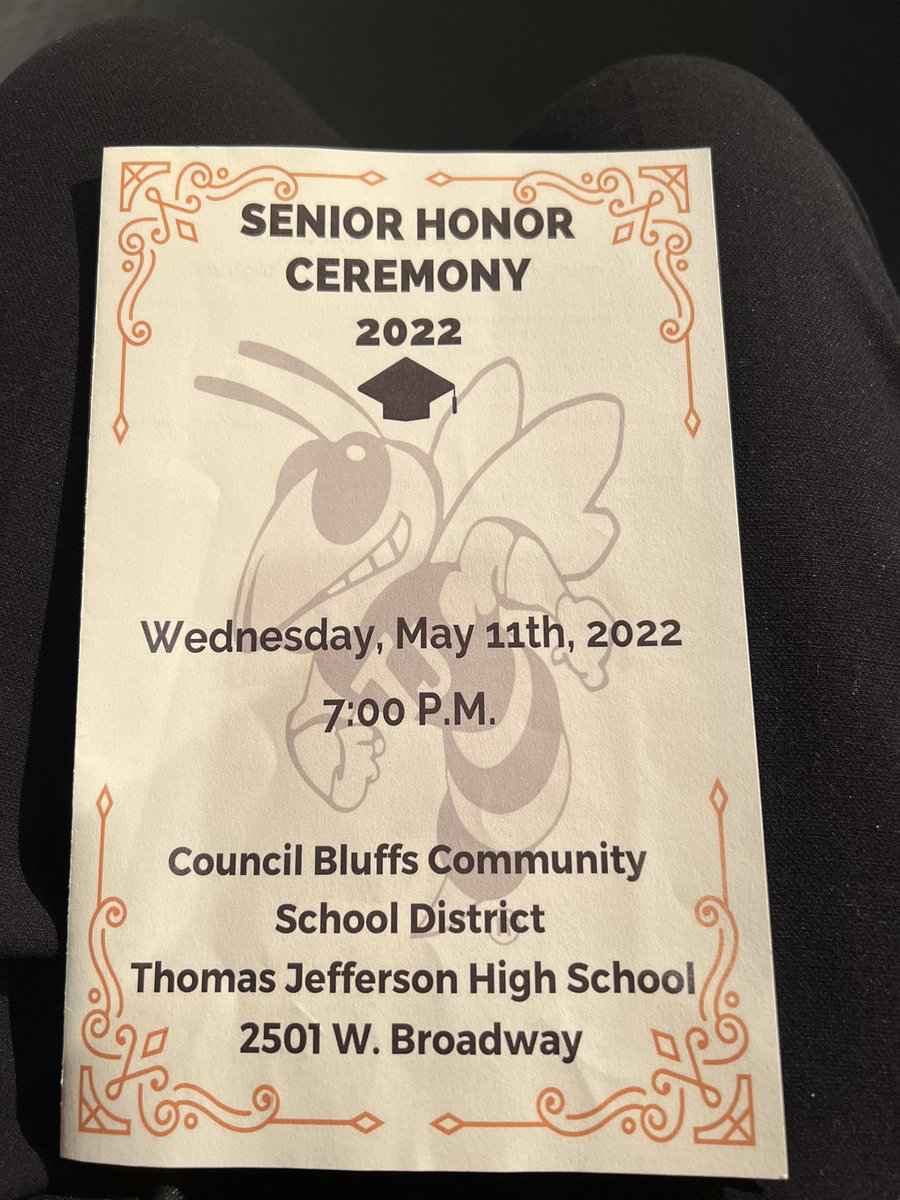 SENIOR HONOR
CEREMONY
2022
TJ
Wednesday, May 11th, 2022
7:00 P.M.
Council Bluffs Community
School District
Thomas Jefferson High School
2501 W. Broadway
®